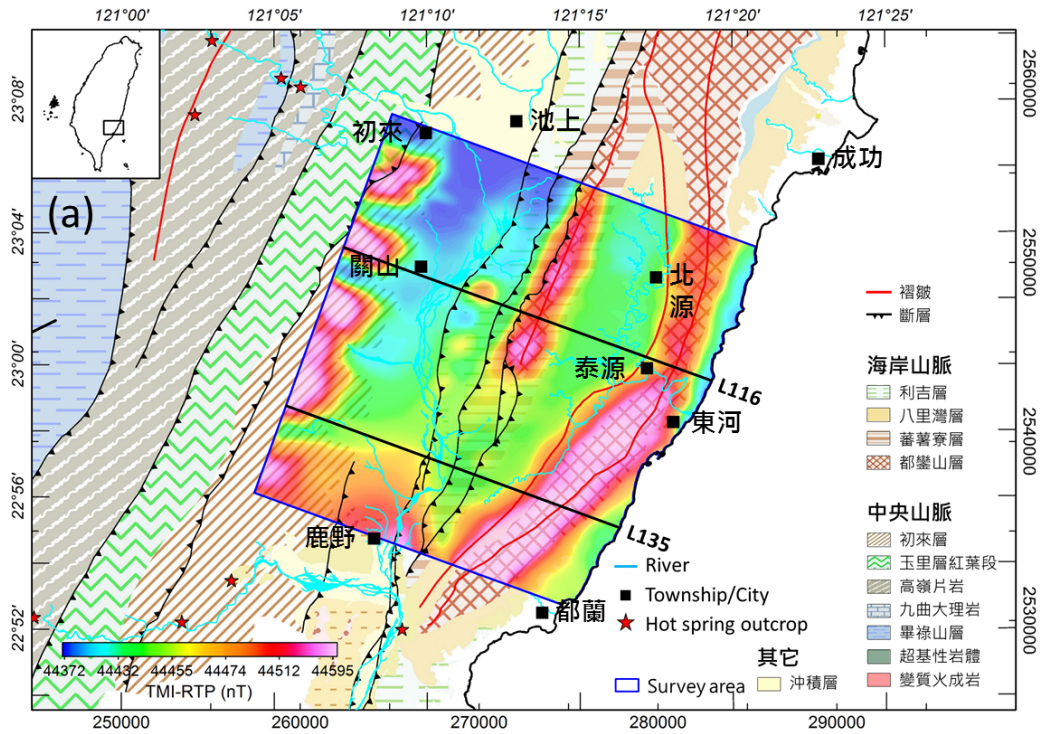 121°00'
121°05'
121°10'
121°15'
121°20'
121°25'
23°08'
23°04'
23°00'
22°56'
22°52'
2560000
2550000
2540000
2530000
(a)
初來
池上
成功
關山
北源
泰源
L116
東河
L135
鹿野
都蘭
褶皺
斷層
海岸山脈
利吉層
八里灣層
蕃薯寮層
都鑾山層
中央山脈
初來層
玉里層紅葉段
高嶺片岩
九曲大理岩
畢祿山層
超基性岩體
變質火成岩
River
Township/City
Hot spring outcrop
其它
Survey area
沖積層
44372 44432 44455 44474 44512 44595
TMI-RTP (nT)
250000
260000
270000
280000
290000